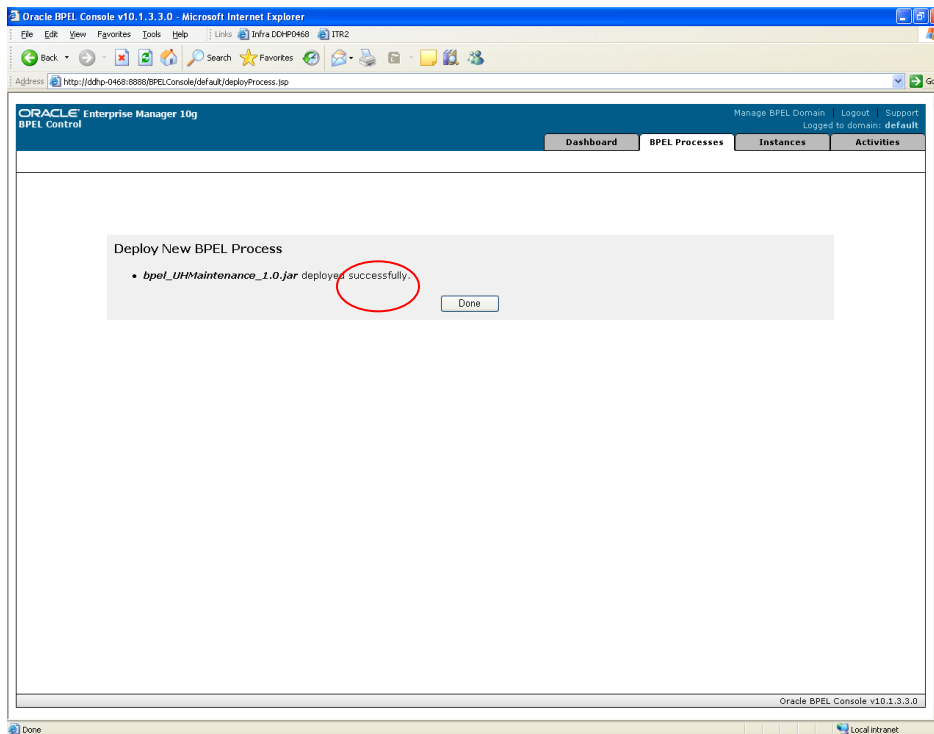 Oracle BPEL Console v10.1.3.3.0 - Microsoft Internet Explorer
File Edit View Favorites Tools Help Links Infra DDHP0468 ITR2
Back Search Favorites
Address http://ddhp-0468:8888/BPELConsole/default/deployProcess.jsp Go
ORACLE Enterprise Manager 10g Manage BPEL Domain | Logout | Support
BPEL Control Logged to domain: default
Dashboard BPEL Processes Instances Activities
Deploy New BPEL Process
• bpel_UHMaintenance_1.0.jar deployed successfully.
Done
Oracle BPEL Console v10.1.3.3.0
Done Local intranet